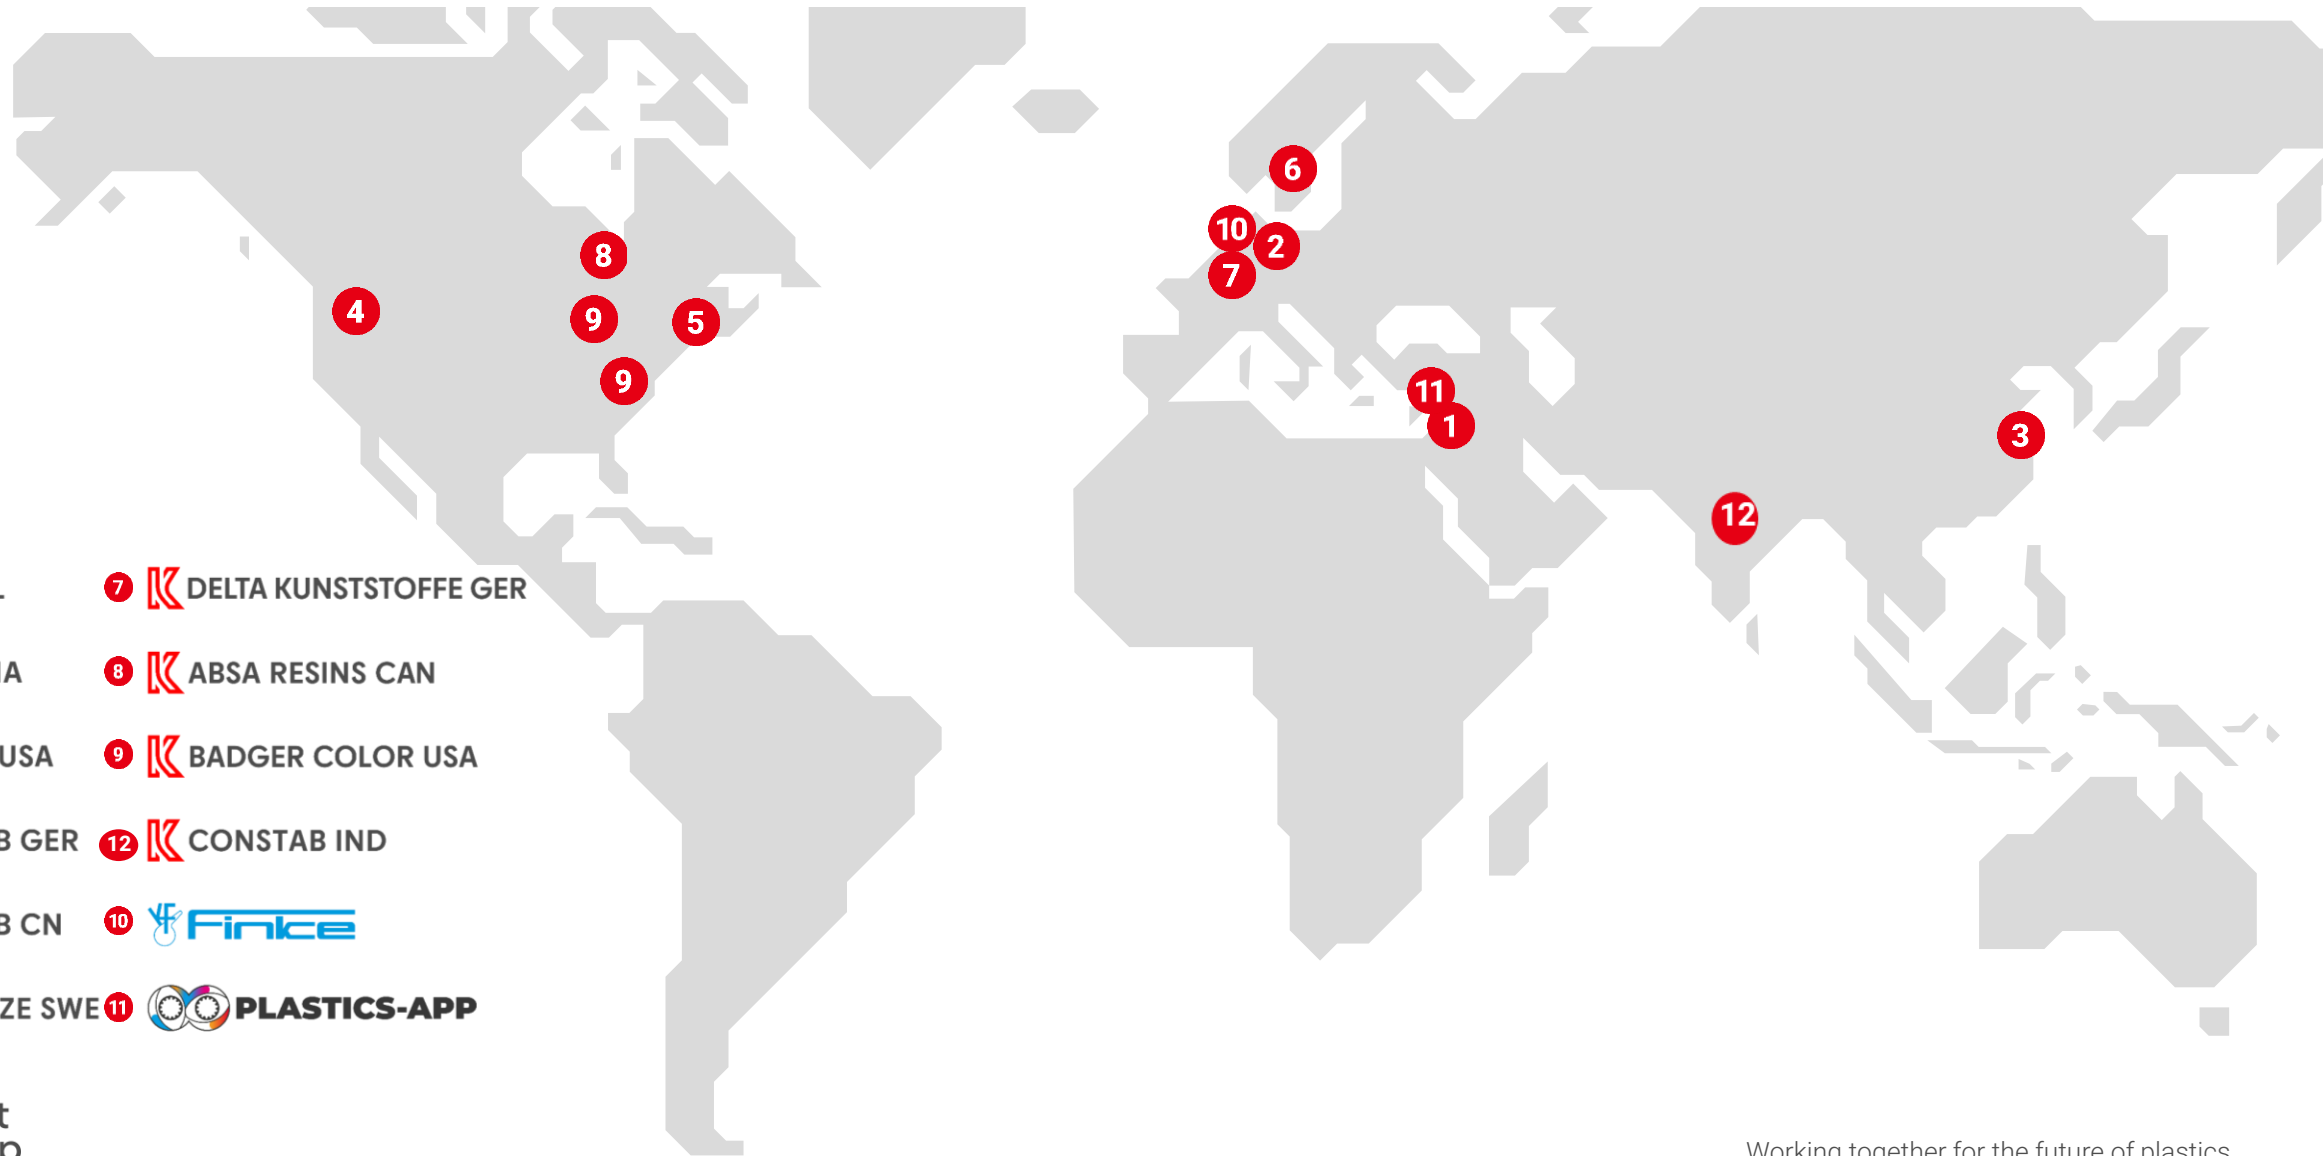 6
10
2
8
7
4
9
5
9
11
1
3
12
7 DELTA KUNSTSTOFFE GER
8 ABSA RESINS CAN
USA 9 BADGER COLOR USA
GER 12 CONSTAB IND
CN 10 Finke
SWE 11 PLASTICS-APP
Working together for the future of plastics